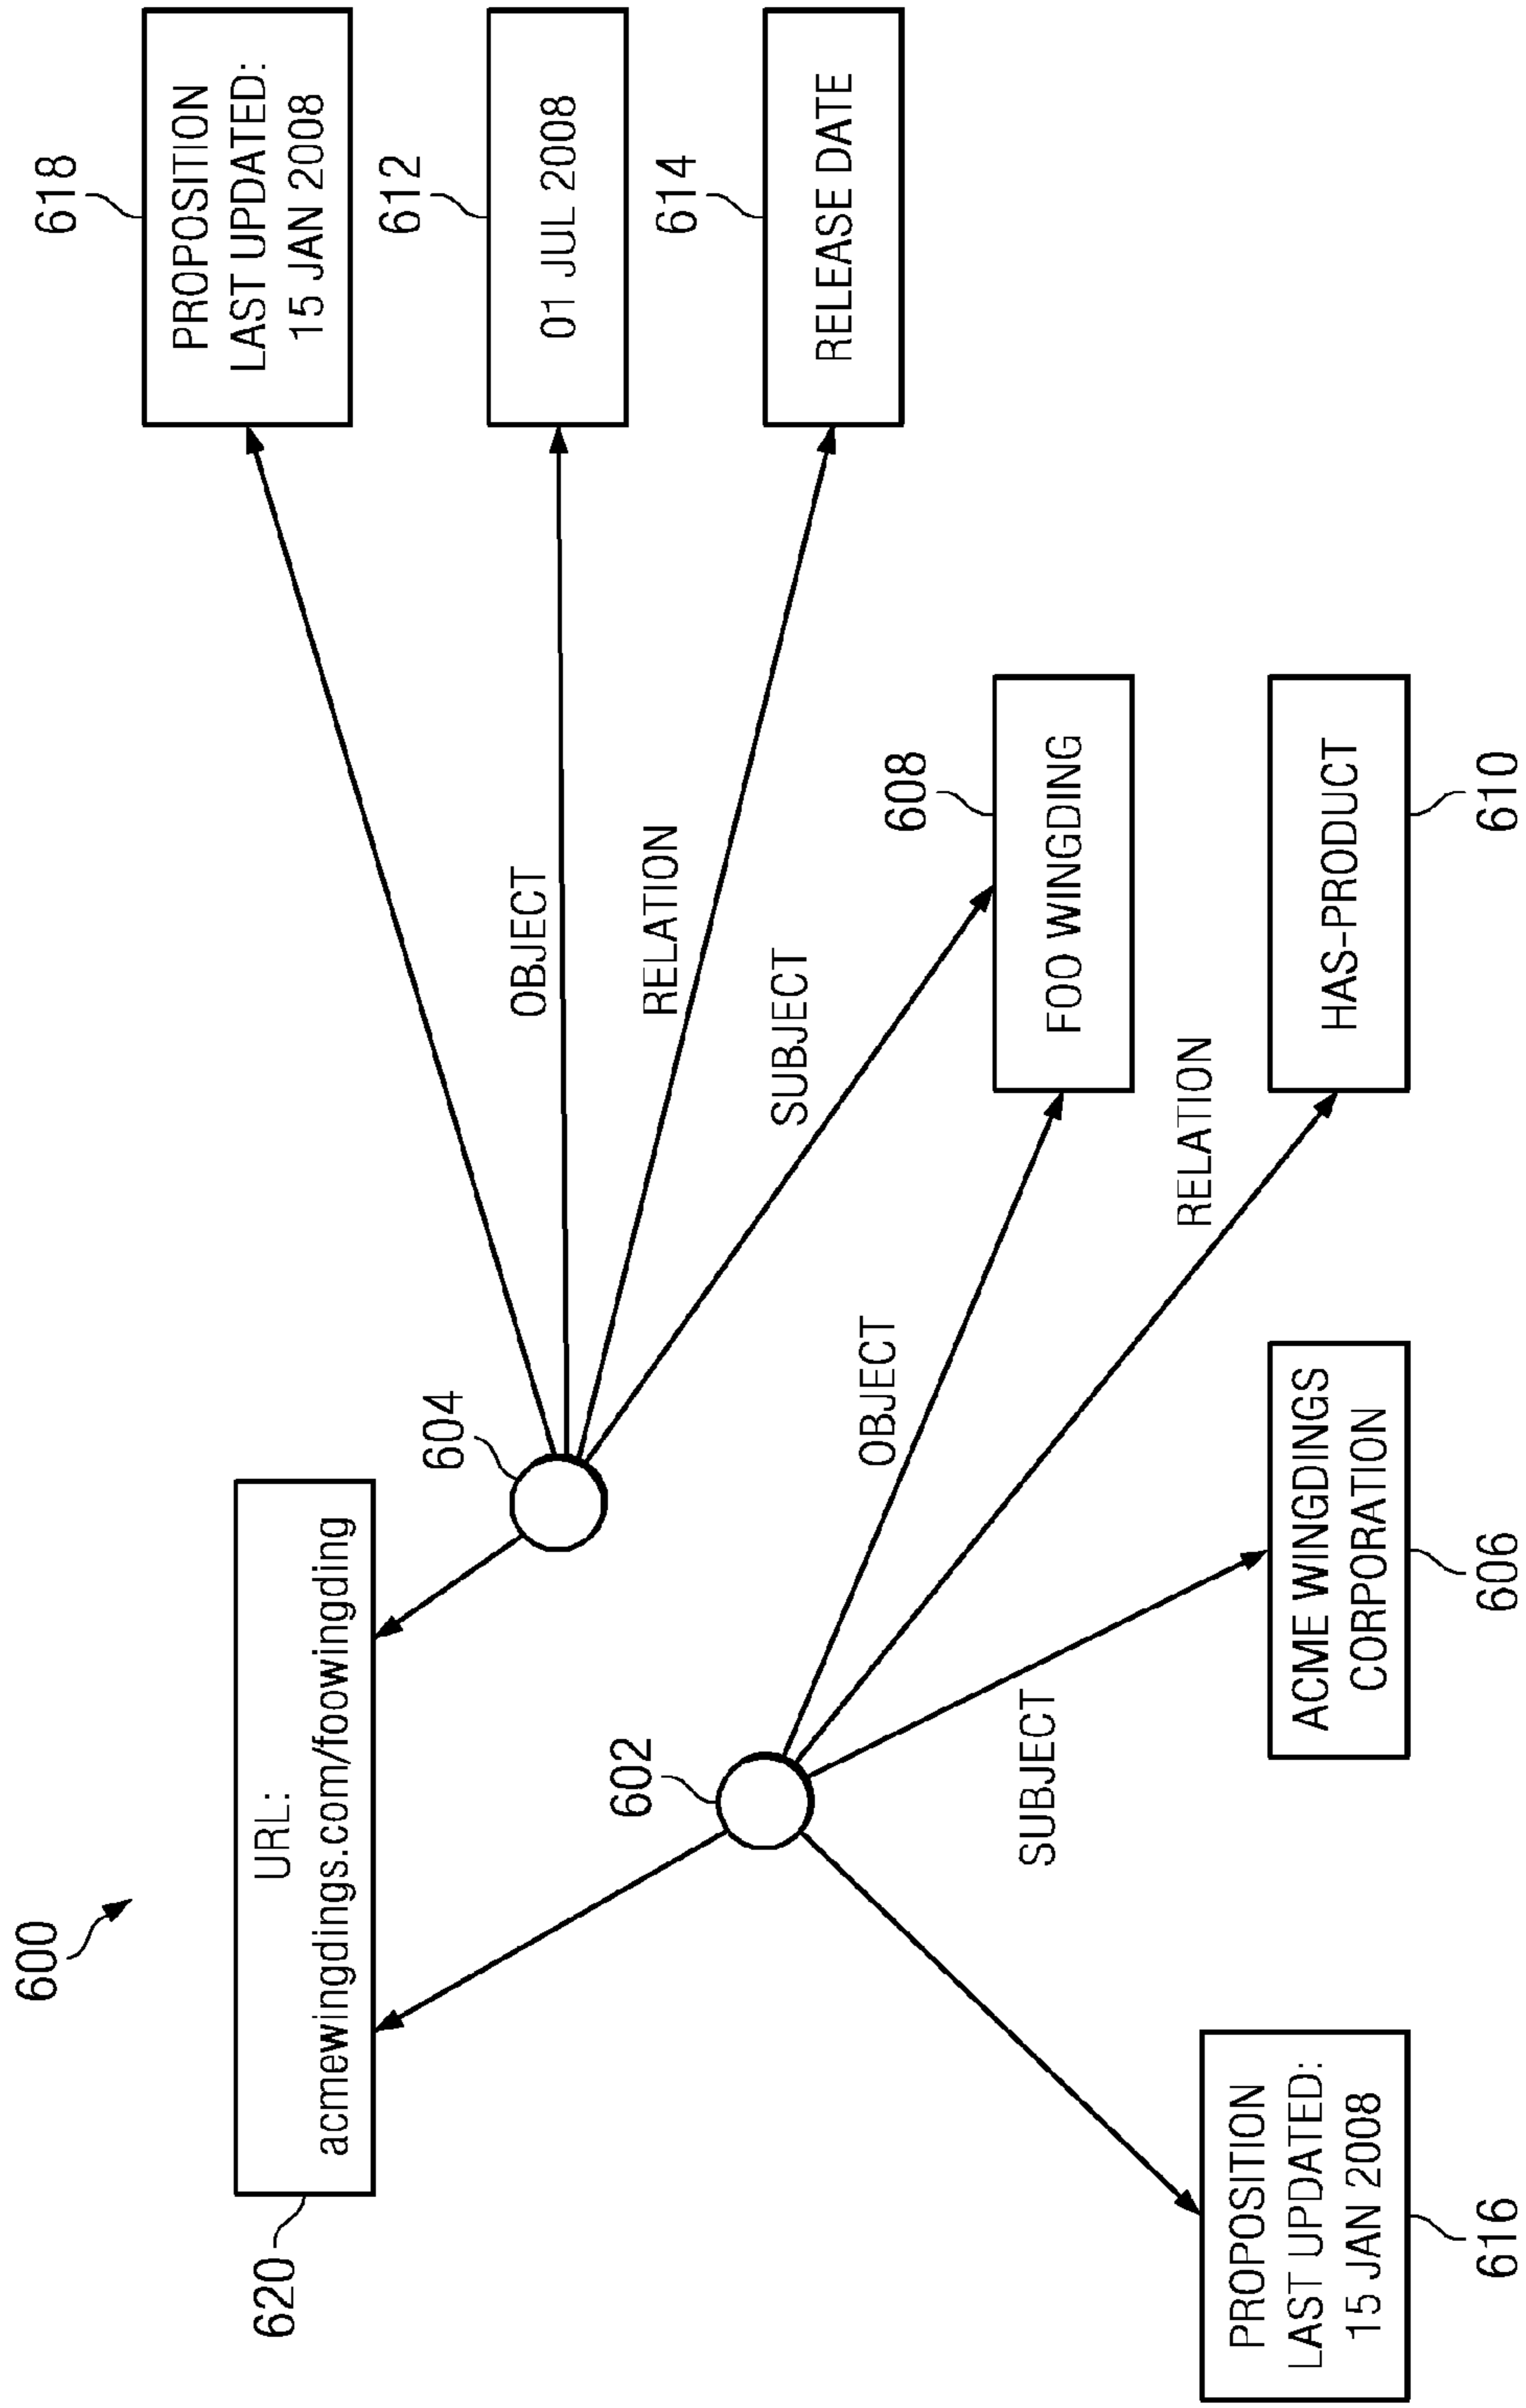 600
620
URL:
acmewingdings.com/foowingding
604
618
PROPOSITION
LAST UPDATED:
15 JAN 2008
612
01 JUL 2008
614
RELEASE DATE
OBJECT
RELATION
SUBJECT
602
608
FOO WINGDING
OBJECT
RELATION
SUBJECT
616
PROPOSITION
LAST UPDATED:
15 JAN 2008
606
ACME WINGDINGS
CORPORATION
610
HAS-PRODUCT